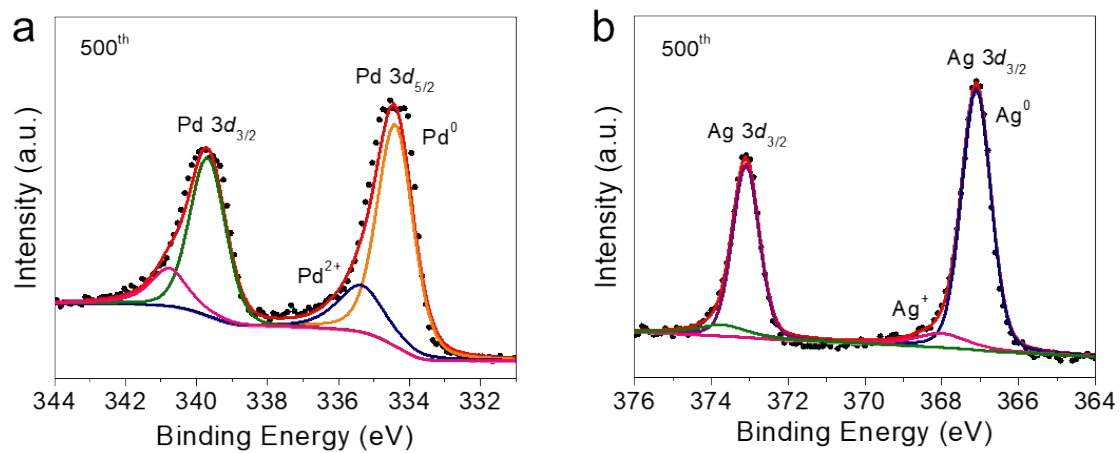 a
500th
Pd 3d5/2
Pd0
Pd 3d3/2
Pd2+
Intensity (a.u.)
344 342 340 338 336 334 332
Binding Energy (eV)
b
500th
Ag 3d3/2
Ag0
Ag 3d3/2
Ag+
Intensity (a.u.)
376 374 372 370 368 366 364
Binding Energy (eV)